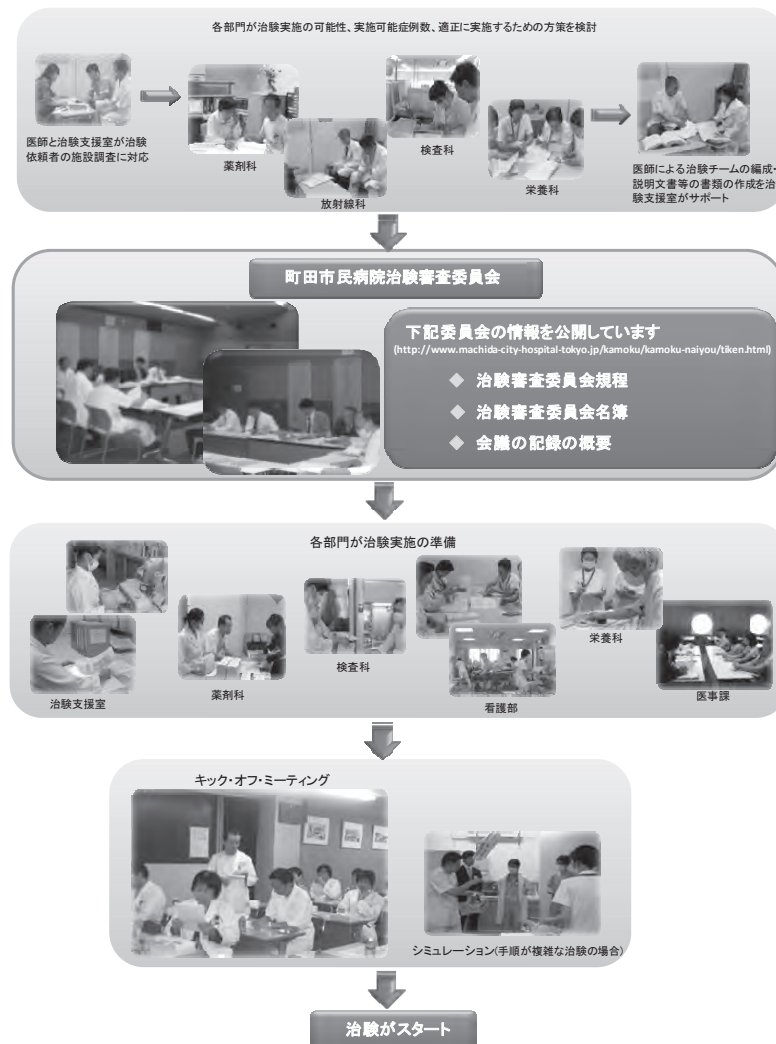 各部門が治験実施の可能性、実施可能症例数、適正に実施するための方策を検討
医師と治験支援室が治験
依頼者の施設調査に対応
薬剤科
放射線科
検査科
栄養科
医師による治験チームの編成・
説明文書等の書類の作成を治
験支援室がサポート
町田市民病院治験審査委員会
下記委員会の情報を公開しています
(http://www.machida-city-hospital-tokyo.jp/kamoku/kamoku-naiyou/tiken.html)
◆ 治験審査委員会規程
◆ 治験審査委員会名簿
◆ 会議の記録の概要
各部門が治験実施の準備
治験支援室
薬剤科
検査科
看護部
栄養科
医事課
キック・オフ・ミーティング
シミュレーション(手順が複雑な治験の場合)
治験がスタート